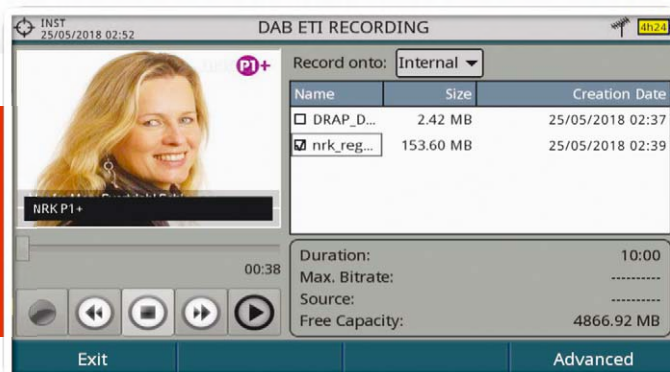 INST
25/05/2018 02:52
DAB ETI RECORDING
4h24
P1+
NRK P1+
00:38
Exit
Record onto: Internal
Name Size Creation Date
DRAP_D... 2.42 MB 25/05/2018 02:37
nrk_reg... 153.60 MB 25/05/2018 02:39
Duration: 10:00
Max. Bitrate: ----------
Source: ----------
Free Capacity: 4866.92 MB
Advanced